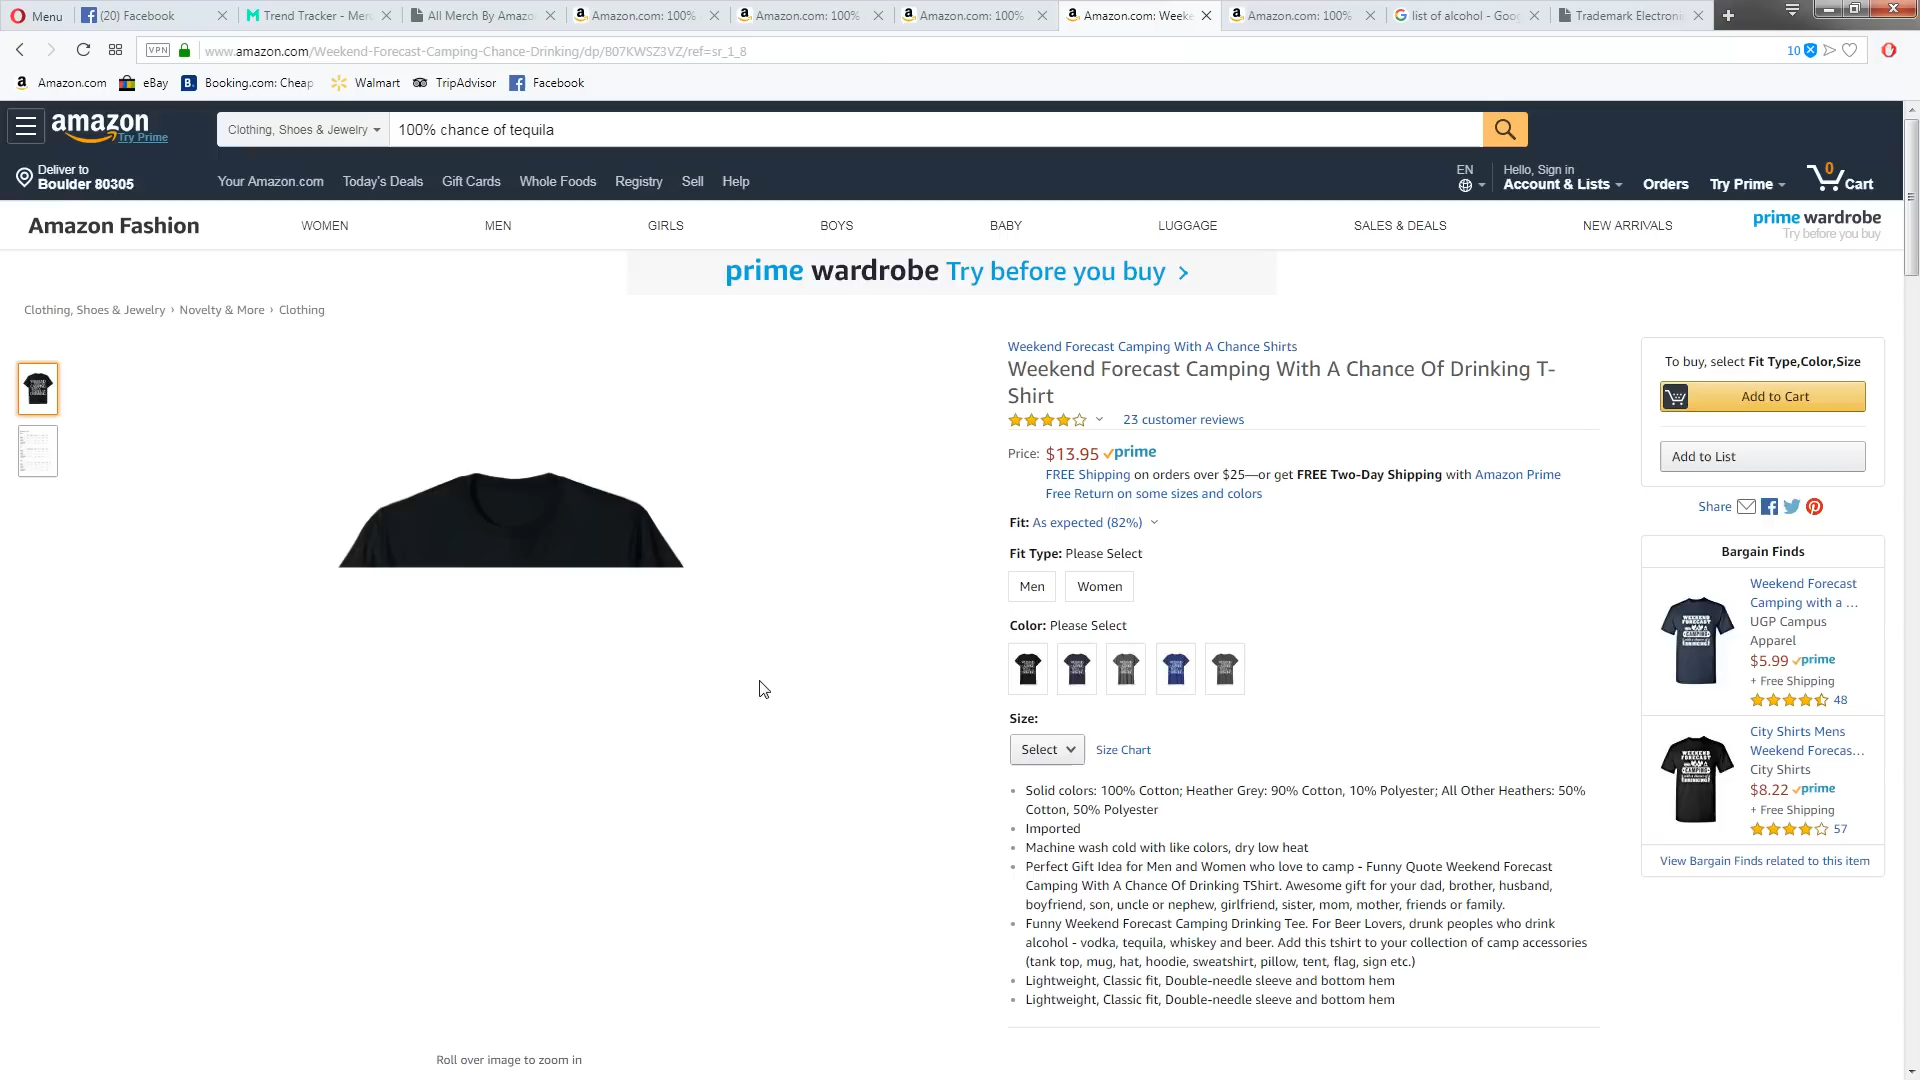 Menu
(20) Facebook
Trend Tracker - Merc
All Merch By Amazo
Amazon.com: 100%
Amazon.com: 100%
Amazon.com: 100%
Amazon.com: Weeke
Amazon.com: 100%
list of alcohol - Goog
Trademark Electroni
VPN
www.amazon.com/Weekend-Forecast-Camping-Chance-Drinking/dp/B07KWSZ3VZ/ref=sr_1_8
10
Amazon.com
eBay
Booking.com: Cheap
Walmart
TripAdvisor
Facebook
amazon
Try Prime
Clothing, Shoes & Jewelry
100% chance of tequila
Deliver to
Boulder 80305
Your Amazon.com
Today's Deals
Gift Cards
Whole Foods
Registry
Sell
Help
EN
Hello, Sign in
Account & Lists
Orders
Try Prime
0
Cart
Amazon Fashion
WOMEN
MEN
GIRLS
BOYS
BABY
LUGGAGE
SALES & DEALS
NEW ARRIVALS
prime wardrobe
Try before you buy
prime wardrobe Try before you buy ›
Clothing, Shoes & Jewelry › Novelty & More › Clothing
Weekend Forecast Camping With A Chance Shirts
Weekend Forecast Camping With A Chance Of Drinking T-
Shirt
23 customer reviews
Price: $13.95 prime
FREE Shipping on orders over $25—or get FREE Two-Day Shipping with Amazon Prime
Free Return on some sizes and colors
Fit: As expected (82%)
Fit Type: Please Select
Men
Women
Color: Please Select
Size:
Select
Size Chart
Solid colors: 100% Cotton; Heather Grey: 90% Cotton, 10% Polyester; All Other Heathers: 50%
Cotton, 50% Polyester
Imported
Machine wash cold with like colors, dry low heat
Perfect Gift Idea for Men and Women who love to camp - Funny Quote Weekend Forecast
Camping With A Chance Of Drinking TShirt. Awesome gift for your dad, brother, husband,
boyfriend, son, uncle or nephew, girlfriend, sister, mom, mother, friends or family.
Funny Weekend Forecast Camping Drinking Tee. For Beer Lovers, drunk peoples who drink
alcohol - vodka, tequila, whiskey and beer. Add this tshirt to your collection of camp accessories
(tank top, mug, hat, hoodie, sweatshirt, pillow, tent, flag, sign etc.)
Lightweight, Classic fit, Double-needle sleeve and bottom hem
Lightweight, Classic fit, Double-needle sleeve and bottom hem
Roll over image to zoom in
To buy, select Fit Type,Color,Size
Add to Cart
Add to List
Share
Bargain Finds
Weekend Forecast
Camping with a ...
UGP Campus
Apparel
$5.99 prime
+ Free Shipping
48
WEEKEND
FORECAST
CAMPING
City Shirts Mens
Weekend Forecas...
City Shirts
$8.22 prime
+ Free Shipping
57
WEEKEND
FORECAST
CAMPING
View Bargain Finds related to this item